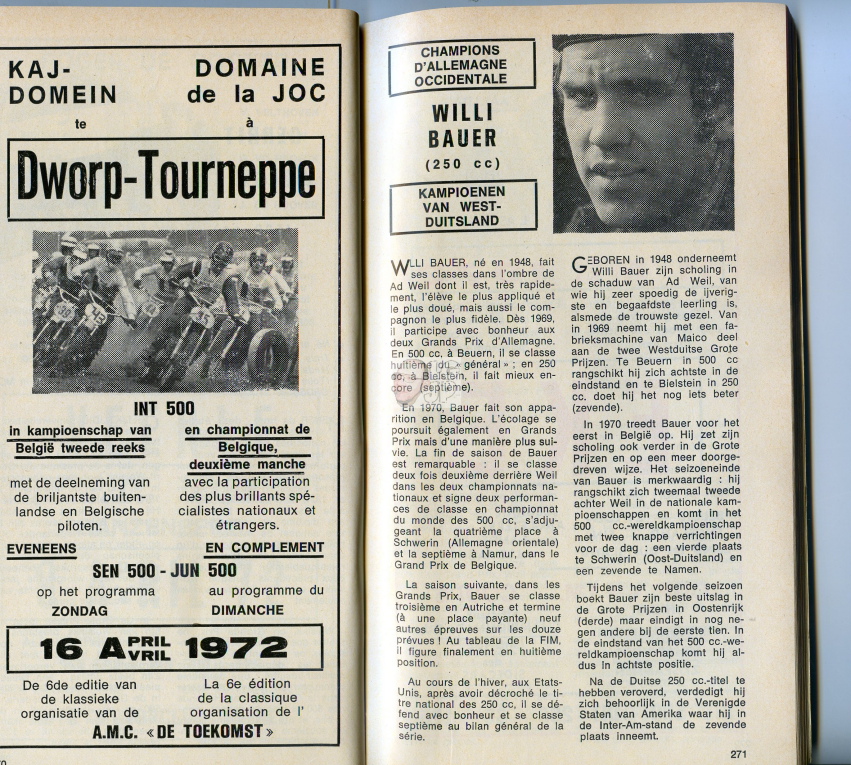 KAJ-
DOMEIN
te
DOMAINE
de la JOC
à
Dworp-Tourneppe
INT 500
in kampioenschap van
België tweede reeks
met de deelneming van
de briljantste buiten-
landse en Belgische
piloten.
en championnat de
Belgique,
deuxième manche
avec la participation
des plus brillants spé-
cialistes nationaux et
étrangers.
EVENEENS
EN COMPLEMENT
SEN 500 - JUN 500
op het programma
ZONDAG
au programme du
DIMANCHE
16 APRIL AVRIL 1972
De 6de editie van
de klassieke
organisatie van de
La 6e édition
de la classique
organisation de l'
A.M.C. « DE TOEKOMST »
CHAMPIONS
D'ALLEMAGNE
OCCIDENTALE
WILLI
BAUER
(250 cc)
KAMPIOENEN
VAN WEST-
DUITSLAND
WLLI BAUER, né en 1948, fait
ses classes dans l'ombre de
Ad Weil dont il est, très rapide-
ment, l'élève le plus appliqué et
le plus doué, mais aussi le com-
pagnon le plus fidèle. Dès 1969,
il participe avec bonheur aux
deux Grands Prix d'Allemagne.
En 500 cc, à Beuern, il se classe
huitième du « général » ; en 250
cc, à Bielstein, il fait mieux en-
core (septième).
En 1970, Bauer fait son appa-
rition en Belgique. L'écolage se
poursuit également en Grands
Prix mais d'une manière plus sui-
vie. La fin de saison de Bauer
est remarquable : il se classe
deux fois deuxième derrière Weil
dans les deux championnats na-
tionaux et signe deux performan-
ces de classe en championnat
du monde des 500 cc, s'adju-
geant la quatrième place à
Schwerin (Allemagne orientale)
et la septième à Namur, dans le
Grand Prix de Belgique.
La saison suivante, dans les
Grands Prix, Bauer se classe
troisième en Autriche et termine
(à une place payante) neuf
autres épreuves sur les douze
prévues ! Au tableau de la FIM,
il figure finalement en huitième
position.
Au cours de l'hiver, aux Etats-
Unis, après avoir décroché le ti-
tre national des 250 cc, il se dé-
fend avec bonheur et se classe
septième au bilan général de la
série.
GEBOREN in 1948 onderneemt
Willi Bauer zijn scholing in
de schaduw van Ad Weil, van
wie hij zeer spoedig de ijverig-
ste en begaafdste leerling is,
alsmede de trouwste gezel. Van
in 1969 neemt hij met een fa-
brieksmachine van Maico deel
aan de twee Westduitse Grote
Prijzen. Te Beuern in 500 cc
rangschikt hij zich achtste in de
eindstand en te Bielstein in 250
cc. doet hij het nog iets beter
(zevende).
In 1970 treedt Bauer voor het
eerst in België op. Hij zet zijn
scholing ook verder in de Grote
Prijzen en op een meer doorge-
dreven wijze. Het seizoeneinde
van Bauer is merkwaardig : hij
rangschikt zich tweemaal tweede
achter Weil in de nationale kam-
pioenschappen en komt in het
500 cc.-wereldkampioenschap
met twee knappe verrichtingen
voor de dag : een vierde plaats
te Schwerin (Oost-Duitsland) en
een zevende te Namen.
Tijdens het volgende seizoen
boekt Bauer zijn beste uitslag in
de Grote Prijzen in Oostenrijk
(derde) maar eindigt in nog ne-
gen andere bij de eerste tien. In
de eindstand van het 500 cc.-we-
reldkampioenschap komt hij al-
dus in achtste positie.
Na de Duitse 250 cc.-titel te
hebben veroverd, verdedigt hij
zich behoorlijk in de Verenigde
Staten van Amerika waar hij in
de Inter-Am-stand de zevende
plaats inneemt.
271